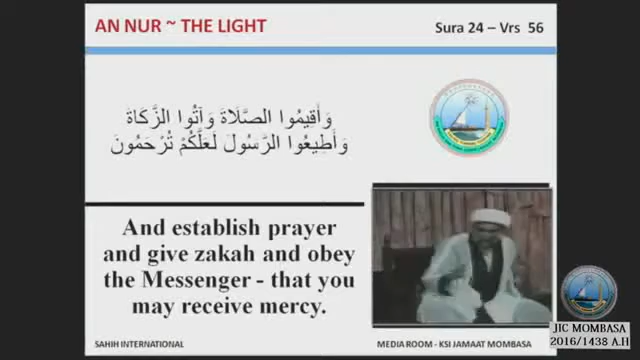 AN NUR ~ THE LIGHT
Sura 24 – Vrs 56
وَأَقِيمُوا الصَّلَاةَ وَآتُوا الزَّكَاةَ
وَأَطِيعُوا الرَّسُولَ لَعَلَّكُمْ تُرْحَمُونَ
And establish prayer
and give zakah and obey
the Messenger - that you
may receive mercy.
SAHIH INTERNATIONAL
MEDIA ROOM - KSI JAMAAT MOMBASA
JIC MOMBASA
2016/1438 A.H